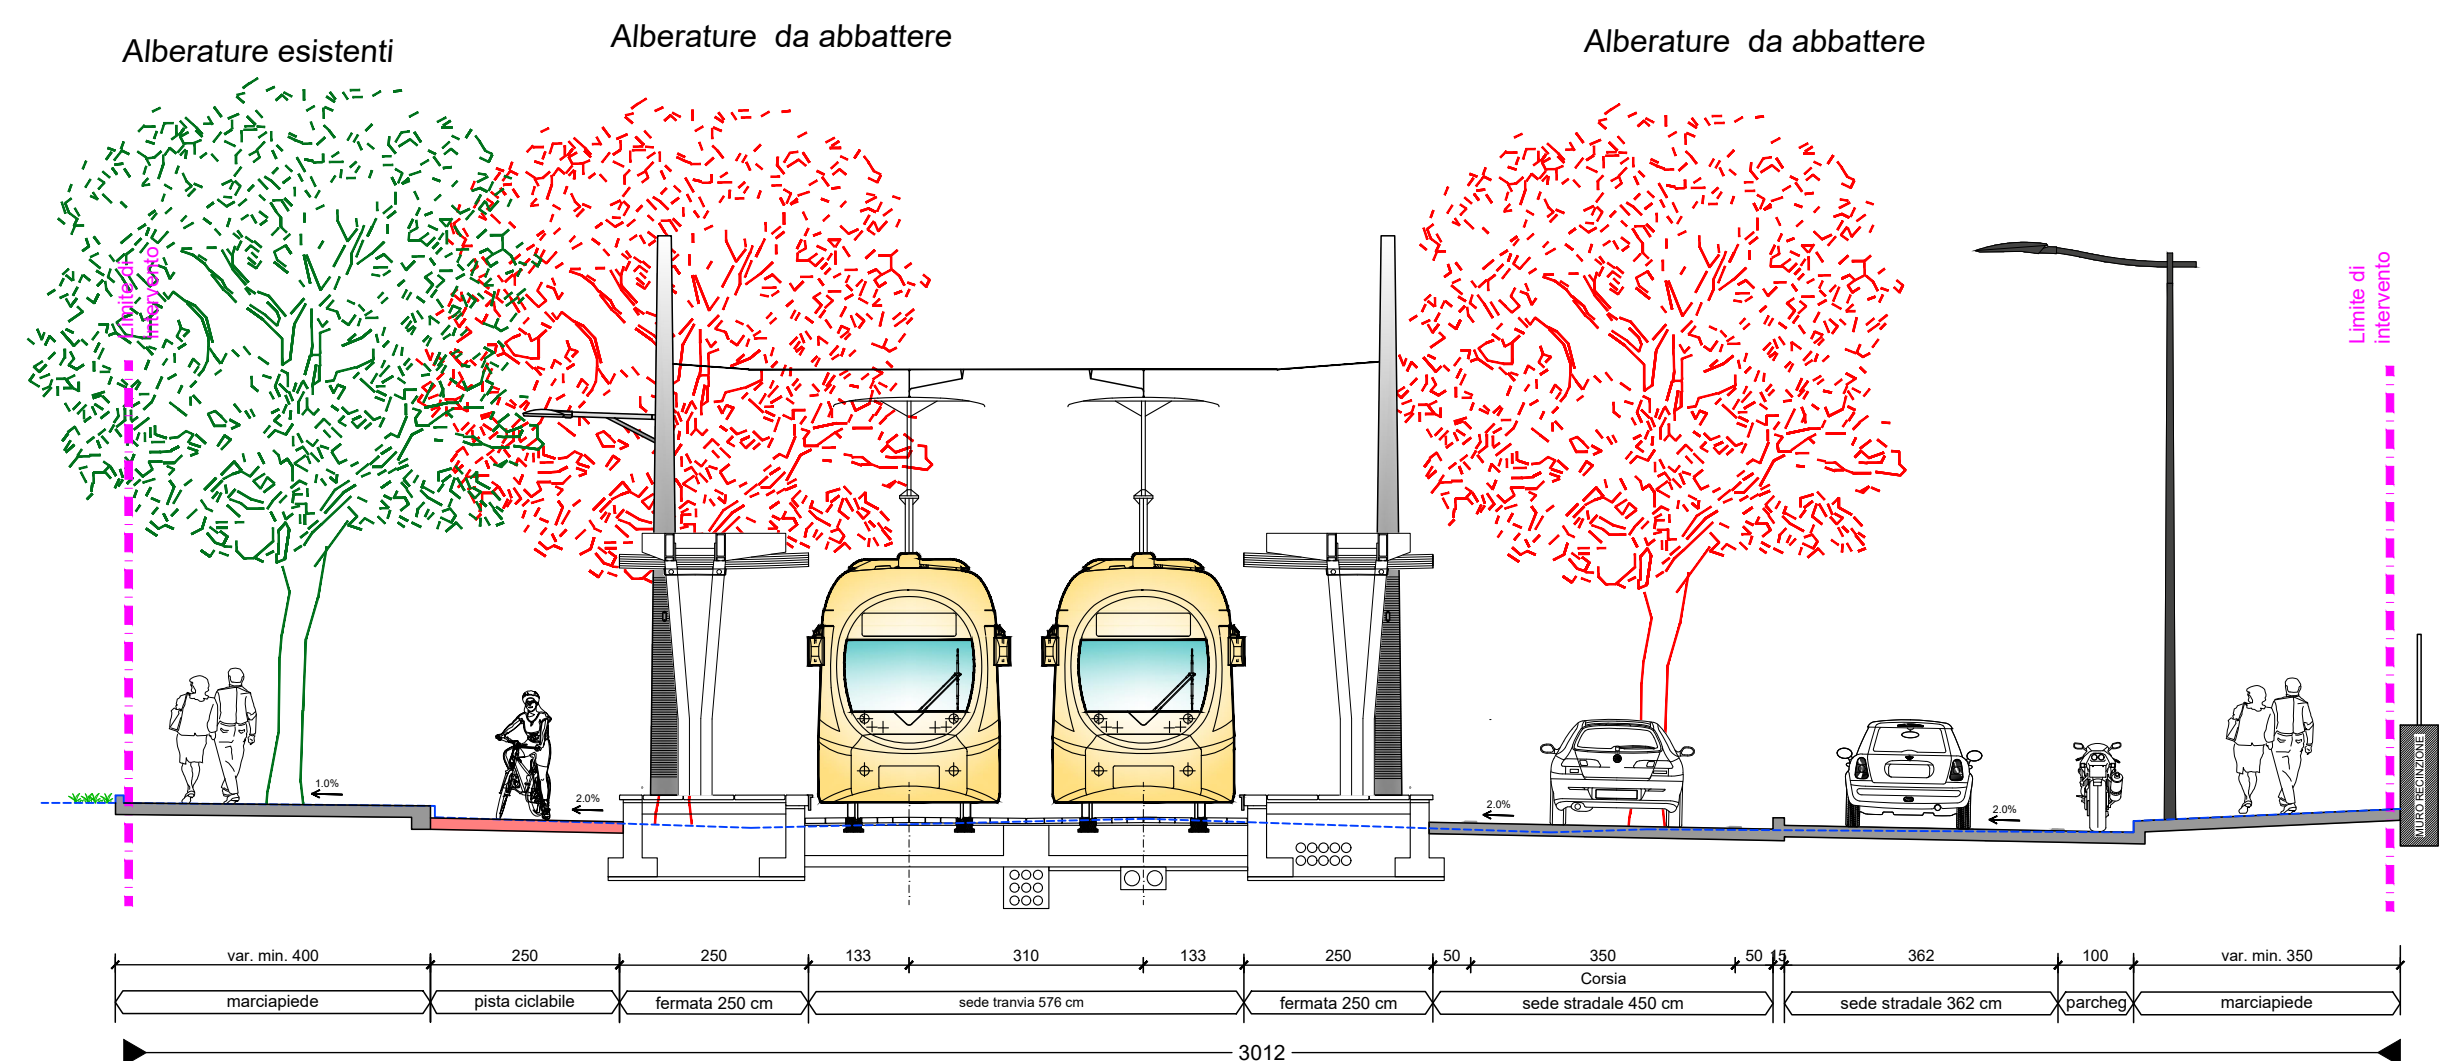 Alberature esistenti
Alberature da abbattere
Alberature da abbattere
Limite di
intervento
Limite di
intervento
1.0%
2.0%
2.0%
2.0%
MURO RECINZIONE
var. min. 400
250
250
133
310
133
250
50
350
50
15
362
100
var. min. 350
Corsia
marciapiede
pista ciclabile
fermata 250 cm
sede tranvia 576 cm
fermata 250 cm
sede stradale 450 cm
sede stradale 362 cm
parcheg
marciapiede
3012